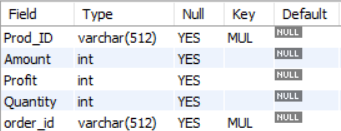 Field Type Null Key Default
Prod_ID varchar(512) YES MUL NULL
Amount int YES NULL
Profit int YES NULL
Quantity int YES NULL
order_id varchar(512) YES MUL NULL